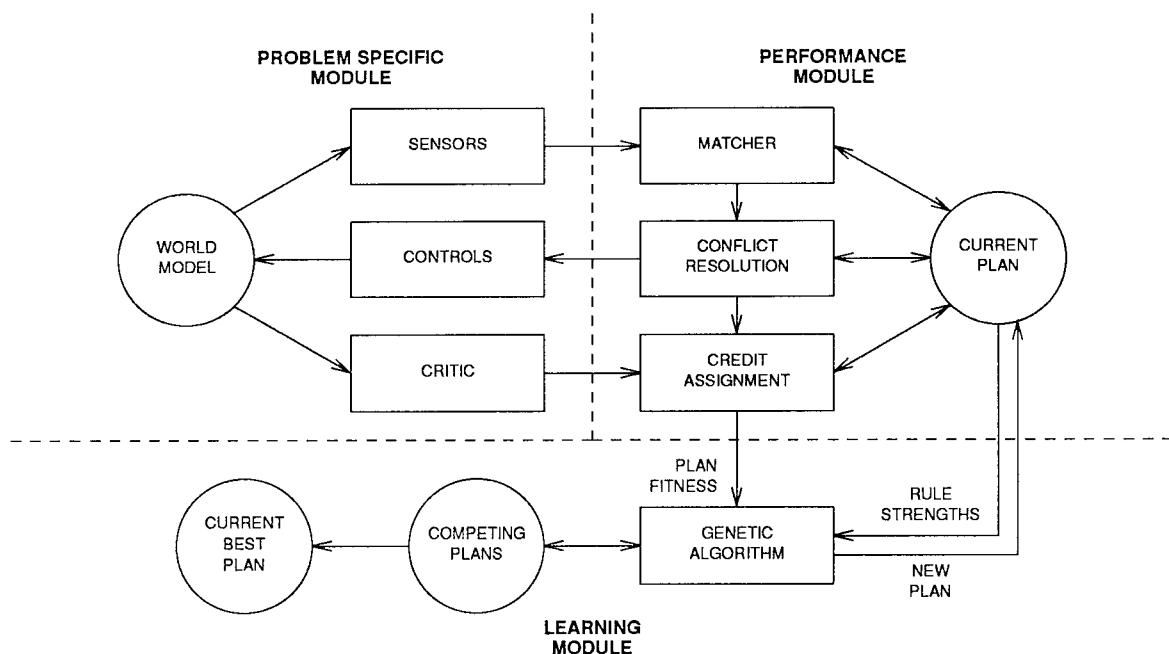 PROBLEM SPECIFIC
MODULE
PERFORMANCE
MODULE
SENSORS
MATCHER
WORLD
MODEL
CONTROLS
CONFLICT
RESOLUTION
CURRENT
PLAN
CRITIC
CREDIT
ASSIGNMENT
PLAN
FITNESS
RULE
STRENGTHS
CURRENT
BEST
PLAN
COMPETING
PLANS
GENETIC
ALGORITHM
NEW
PLAN
LEARNING
MODULE